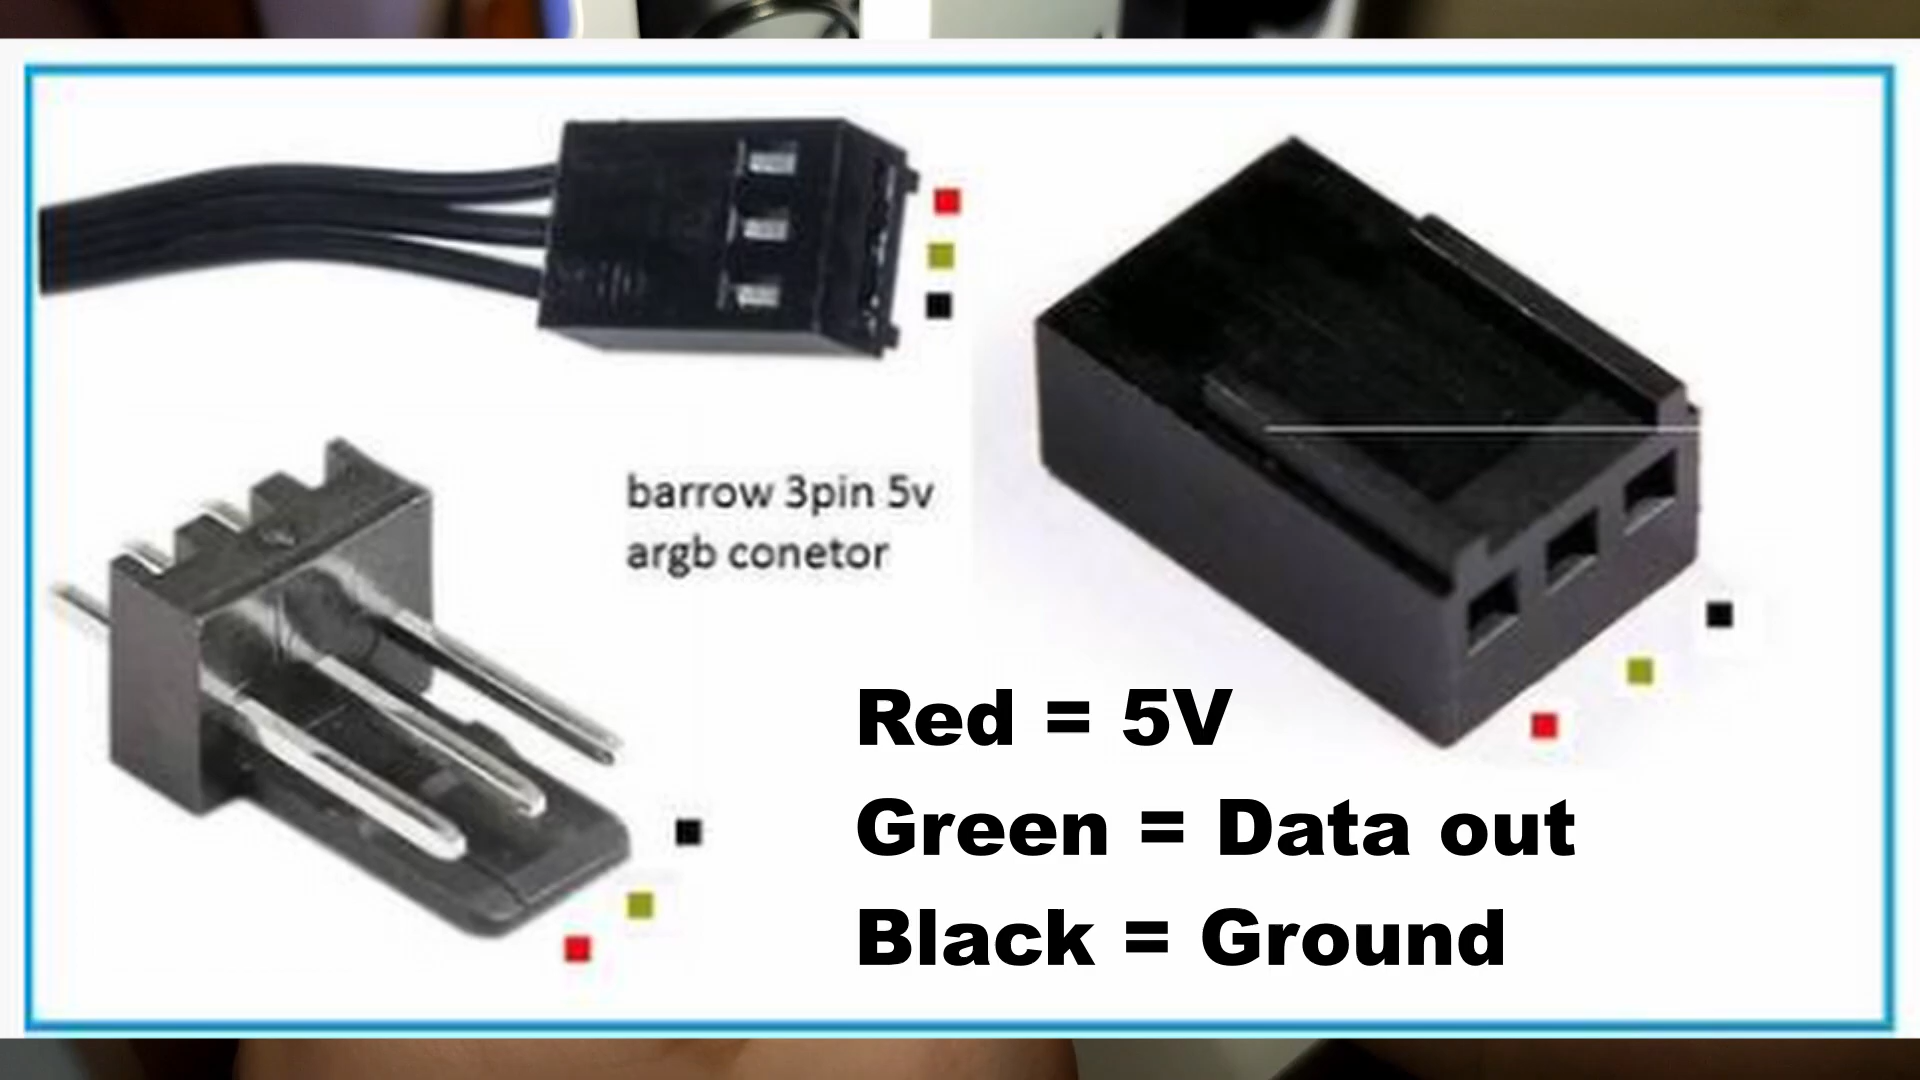 barrow 3pin 5v
argb conetor
Red = 5V
Green = Data out
Black = Ground